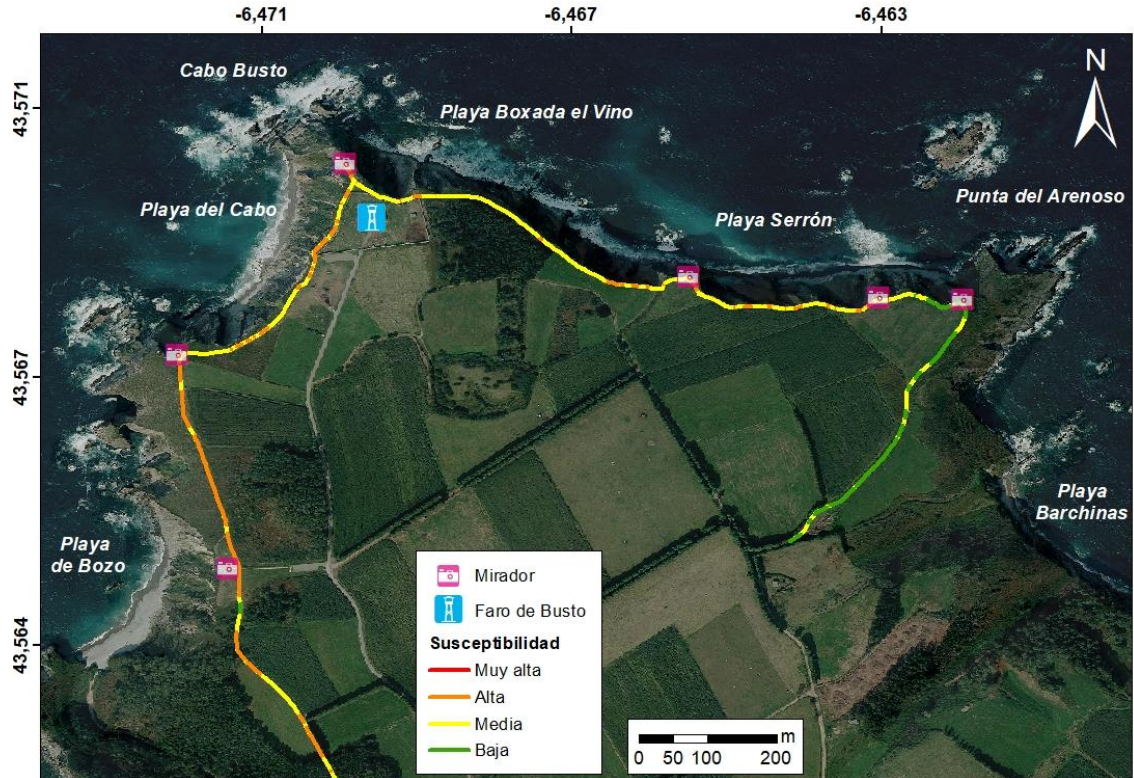 -6,471
-6,467
-6,463
43,571
43,567
43,564
N
Cabo Busto
Playa Boxada el Vino
Playa del Cabo
Punta del Arenoso
Playa Serrón
Playa
de Bozo
Playa
Barchinas
Mirador
Faro de Busto
Susceptibilidad
Muy alta
Alta
Media
Baja
m
0 50 100 200